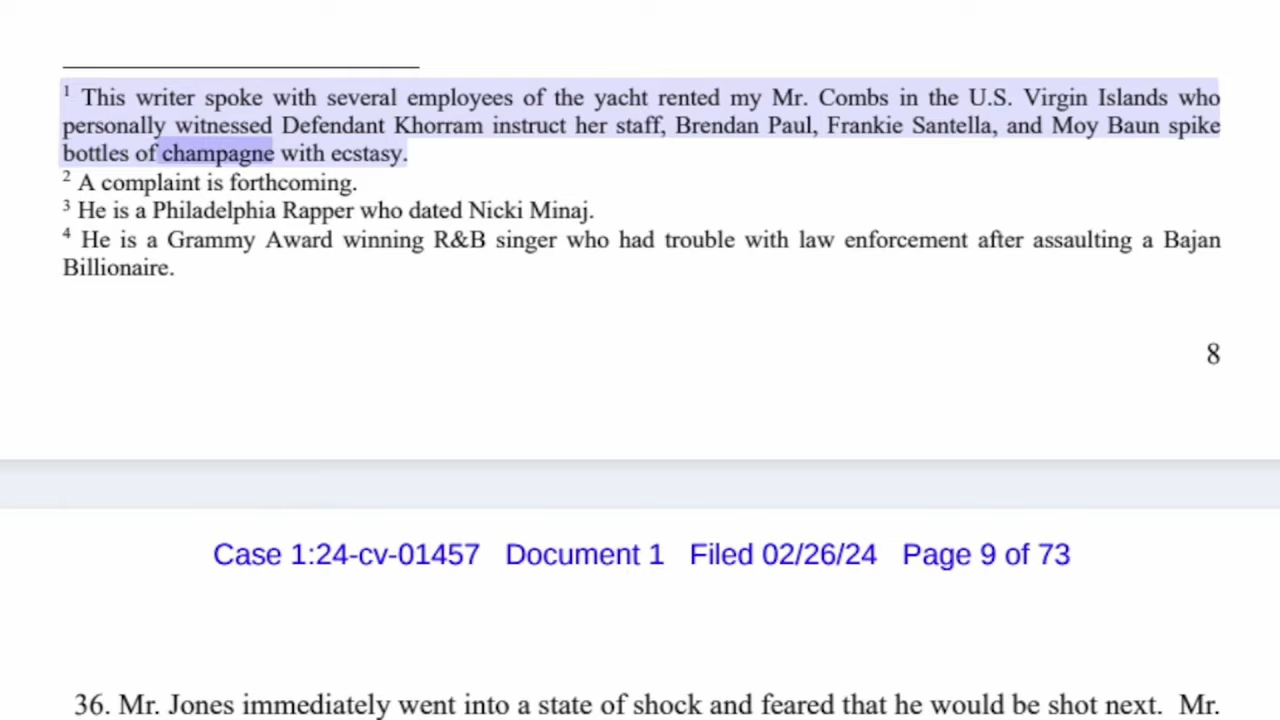 1 This writer spoke with several employees of the yacht rented my Mr. Combs in the U.S. Virgin Islands who
personally witnessed Defendant Khorram instruct her staff, Brendan Paul, Frankie Santella, and Moy Baun spike
bottles of champagne with ecstasy.
2 A complaint is forthcoming.
3 He is a Philadelphia Rapper who dated Nicki Minaj.
4 He is a Grammy Award winning R&B singer who had trouble with law enforcement after assaulting a Bajan
Billionaire.
8
Case 1:24-cv-01457 Document 1 Filed 02/26/24 Page 9 of 73
36. Mr. Jones immediately went into a state of shock and feared that he would be shot next. Mr.